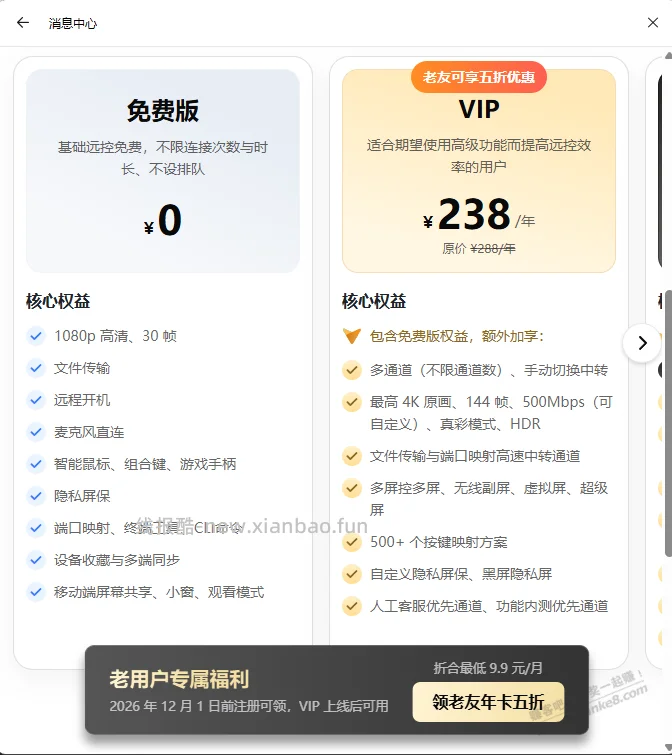 消息中心
免费版
基础远控免费，不限连接次数与时
长、不设排队
¥0
核心权益
1080p 高清、30 帧
文件传输
远程开机
麦克风直连
智能鼠标、组合键、游戏手柄
隐私屏保
端口映射、终端工具、CLI 命令
设备收藏与多端同步
移动端屏幕共享、小窗、观看模式
老友可享五折优惠
VIP
适合期望使用高级功能而提高远控效
率的用户
¥238/年
原价 ¥288/年
核心权益
包含免费版权益，额外加享：
多通道（不限通道数）、手动切换中转
最高 4K 原画、144 帧、500Mbps（可
自定义）、真彩模式、HDR
文件传输与端口映射高速中转通道
多屏控多屏、无线副屏、虚拟屏、超级
屏
500+ 个按键映射方案
自定义隐私屏保、黑屏隐私屏
人工客服优先通道、功能内测优先通道
线报酷-new.xianbao.fun
老用户专属福利
2026 年 12 月 1 日前注册可领，VIP 上线后可用
折合最低 9.9 元/月
领老友年卡五折